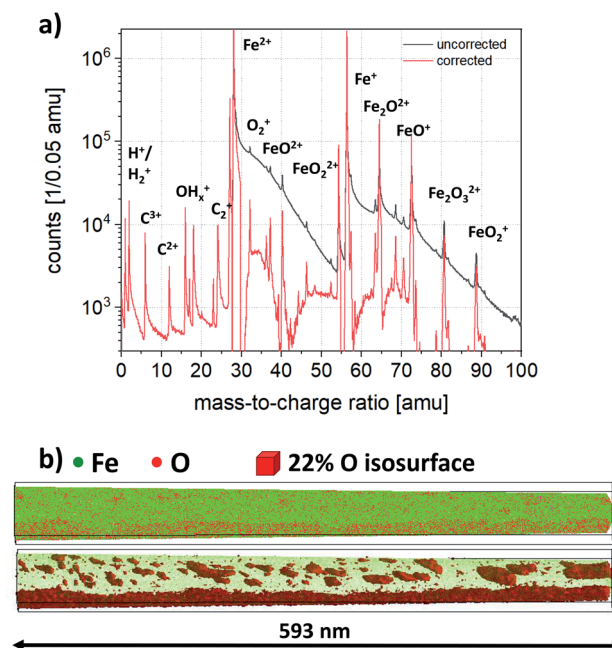 a)
uncorrected
corrected
Fe²⁺
Fe⁺
O₂⁺
FeO²⁺
Fe₂O²⁺
FeO⁺
H⁺/
H₂⁺
FeO₂²⁺
Fe₂O₃²⁺
OHₓ⁺
C₂⁺
C³⁺
FeO₂⁺
C²⁺
10⁶
10⁵
10⁴
10³
counts [1/0.05 amu]
0 10 20 30 40 50 60 70 80 90 100
mass-to-charge ratio [amu]
b) Fe O 22% O isosurface
593 nm